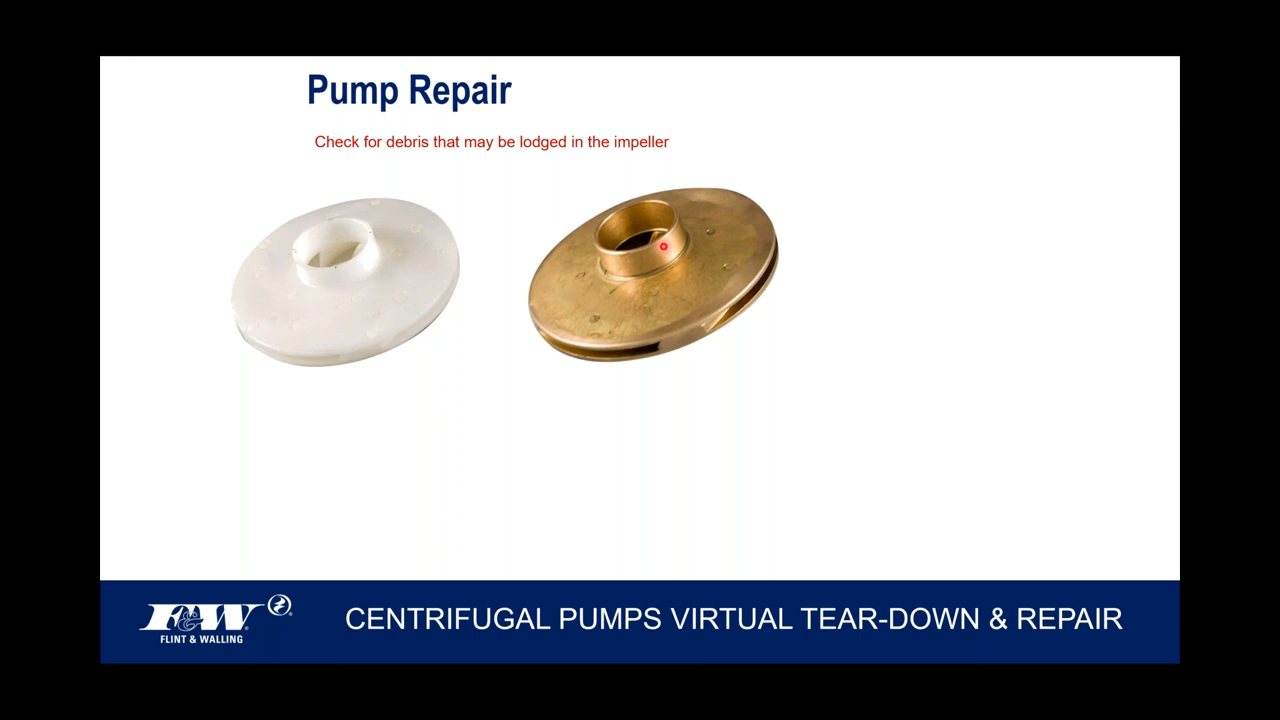 Pump Repair
Check for debris that may be lodged in the impeller
F&W
FLINT & WALLING
CENTRIFUGAL PUMPS VIRTUAL TEAR-DOWN & REPAIR